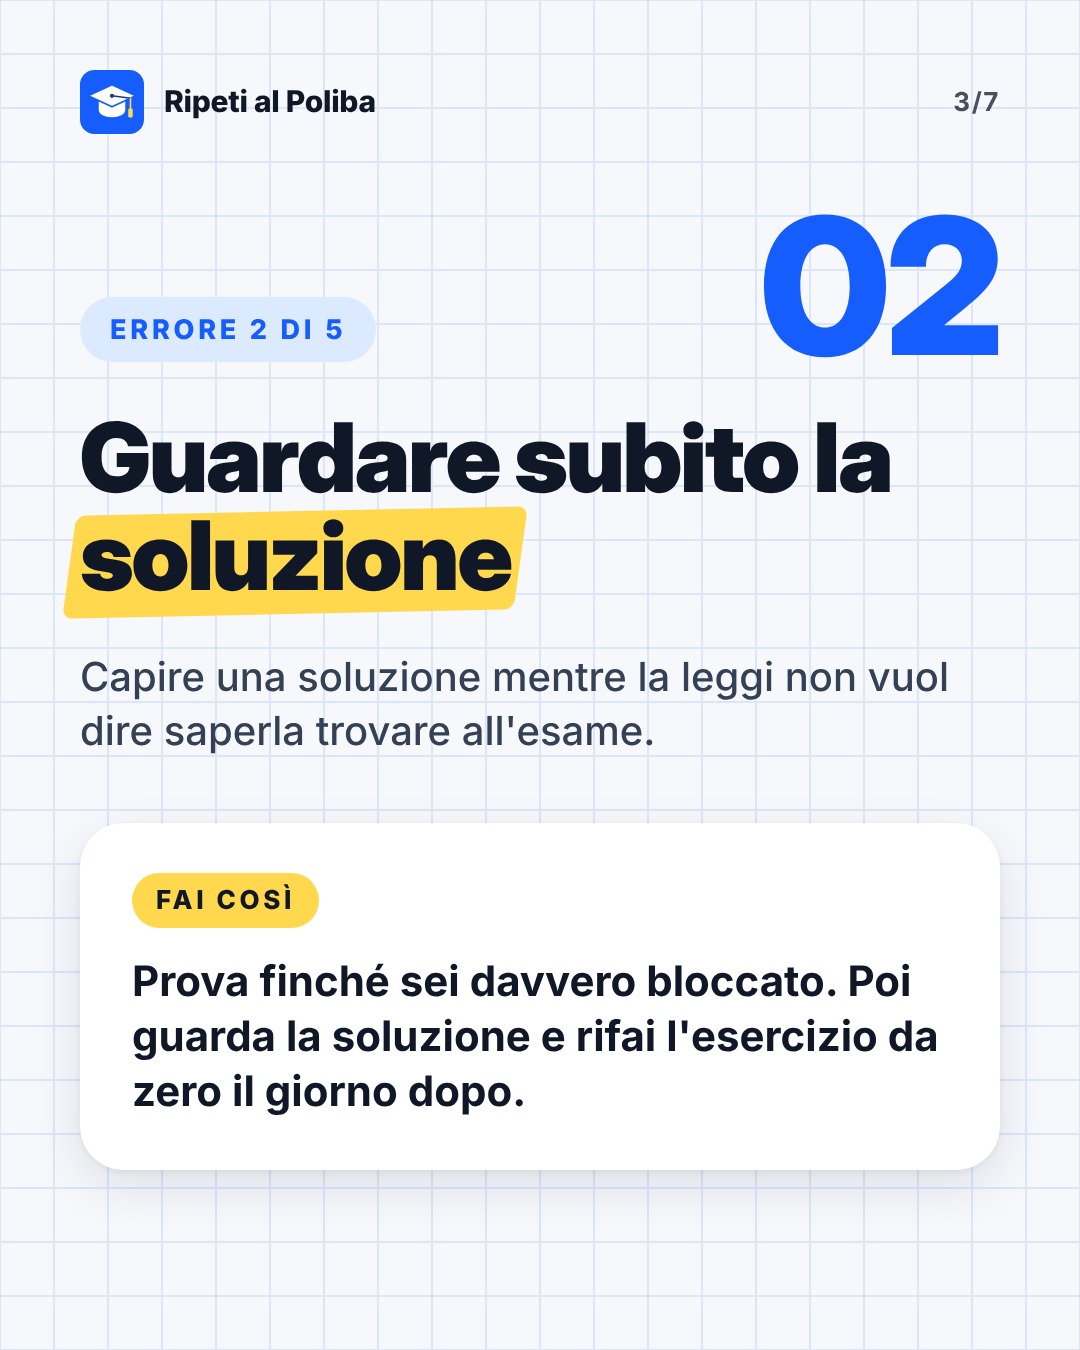 Ripeti al Poliba
3/7
02
ERRORE 2 DI 5
Guardare subito la
soluzione
Capire una soluzione mentre la leggi non vuol
dire saperla trovare all'esame.
FAI COSÌ
Prova finché sei davvero bloccato. Poi
guarda la soluzione e rifai l'esercizio da
zero il giorno dopo.